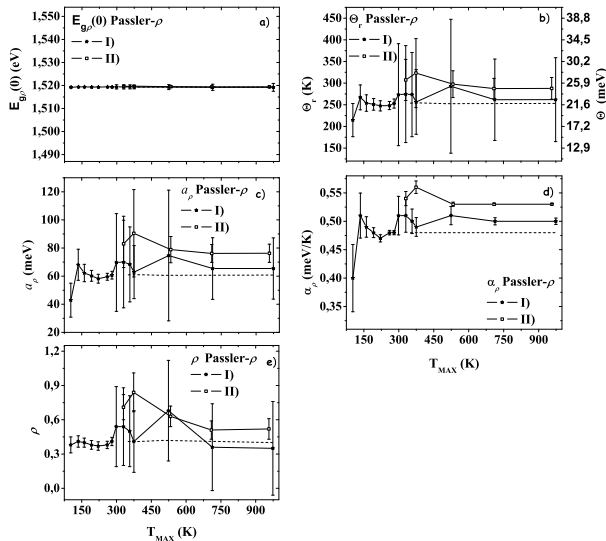 E_gρ(0) Passler-ρ a)
I)
II)
1,550
1,540
1,530
1,520
1,510
1,500
1,490
E_gρ(0) (eV)
Θ_r Passler-ρ b)
I)
II)
450
400
350
300
250
200
150
Θ_r (K)
38,8
34,5
30,2
25,9
21,6
17,2
12,9
Θ (meV)
a_ρ Passler-ρ c)
I)
II)
120
100
80
60
40
20
a_ρ (meV)
d)
0,55
0,50
0,45
0,40
0,35
α_ρ (meV/K)
α_ρ Passler-ρ
I)
II)
150 300 450 600 750 900
T_MAX (K)
ρ Passler-ρ e)
I)
II)
1,2
0,9
0,6
0,3
0,0
ρ
150 300 450 600 750 900
T_MAX (K)